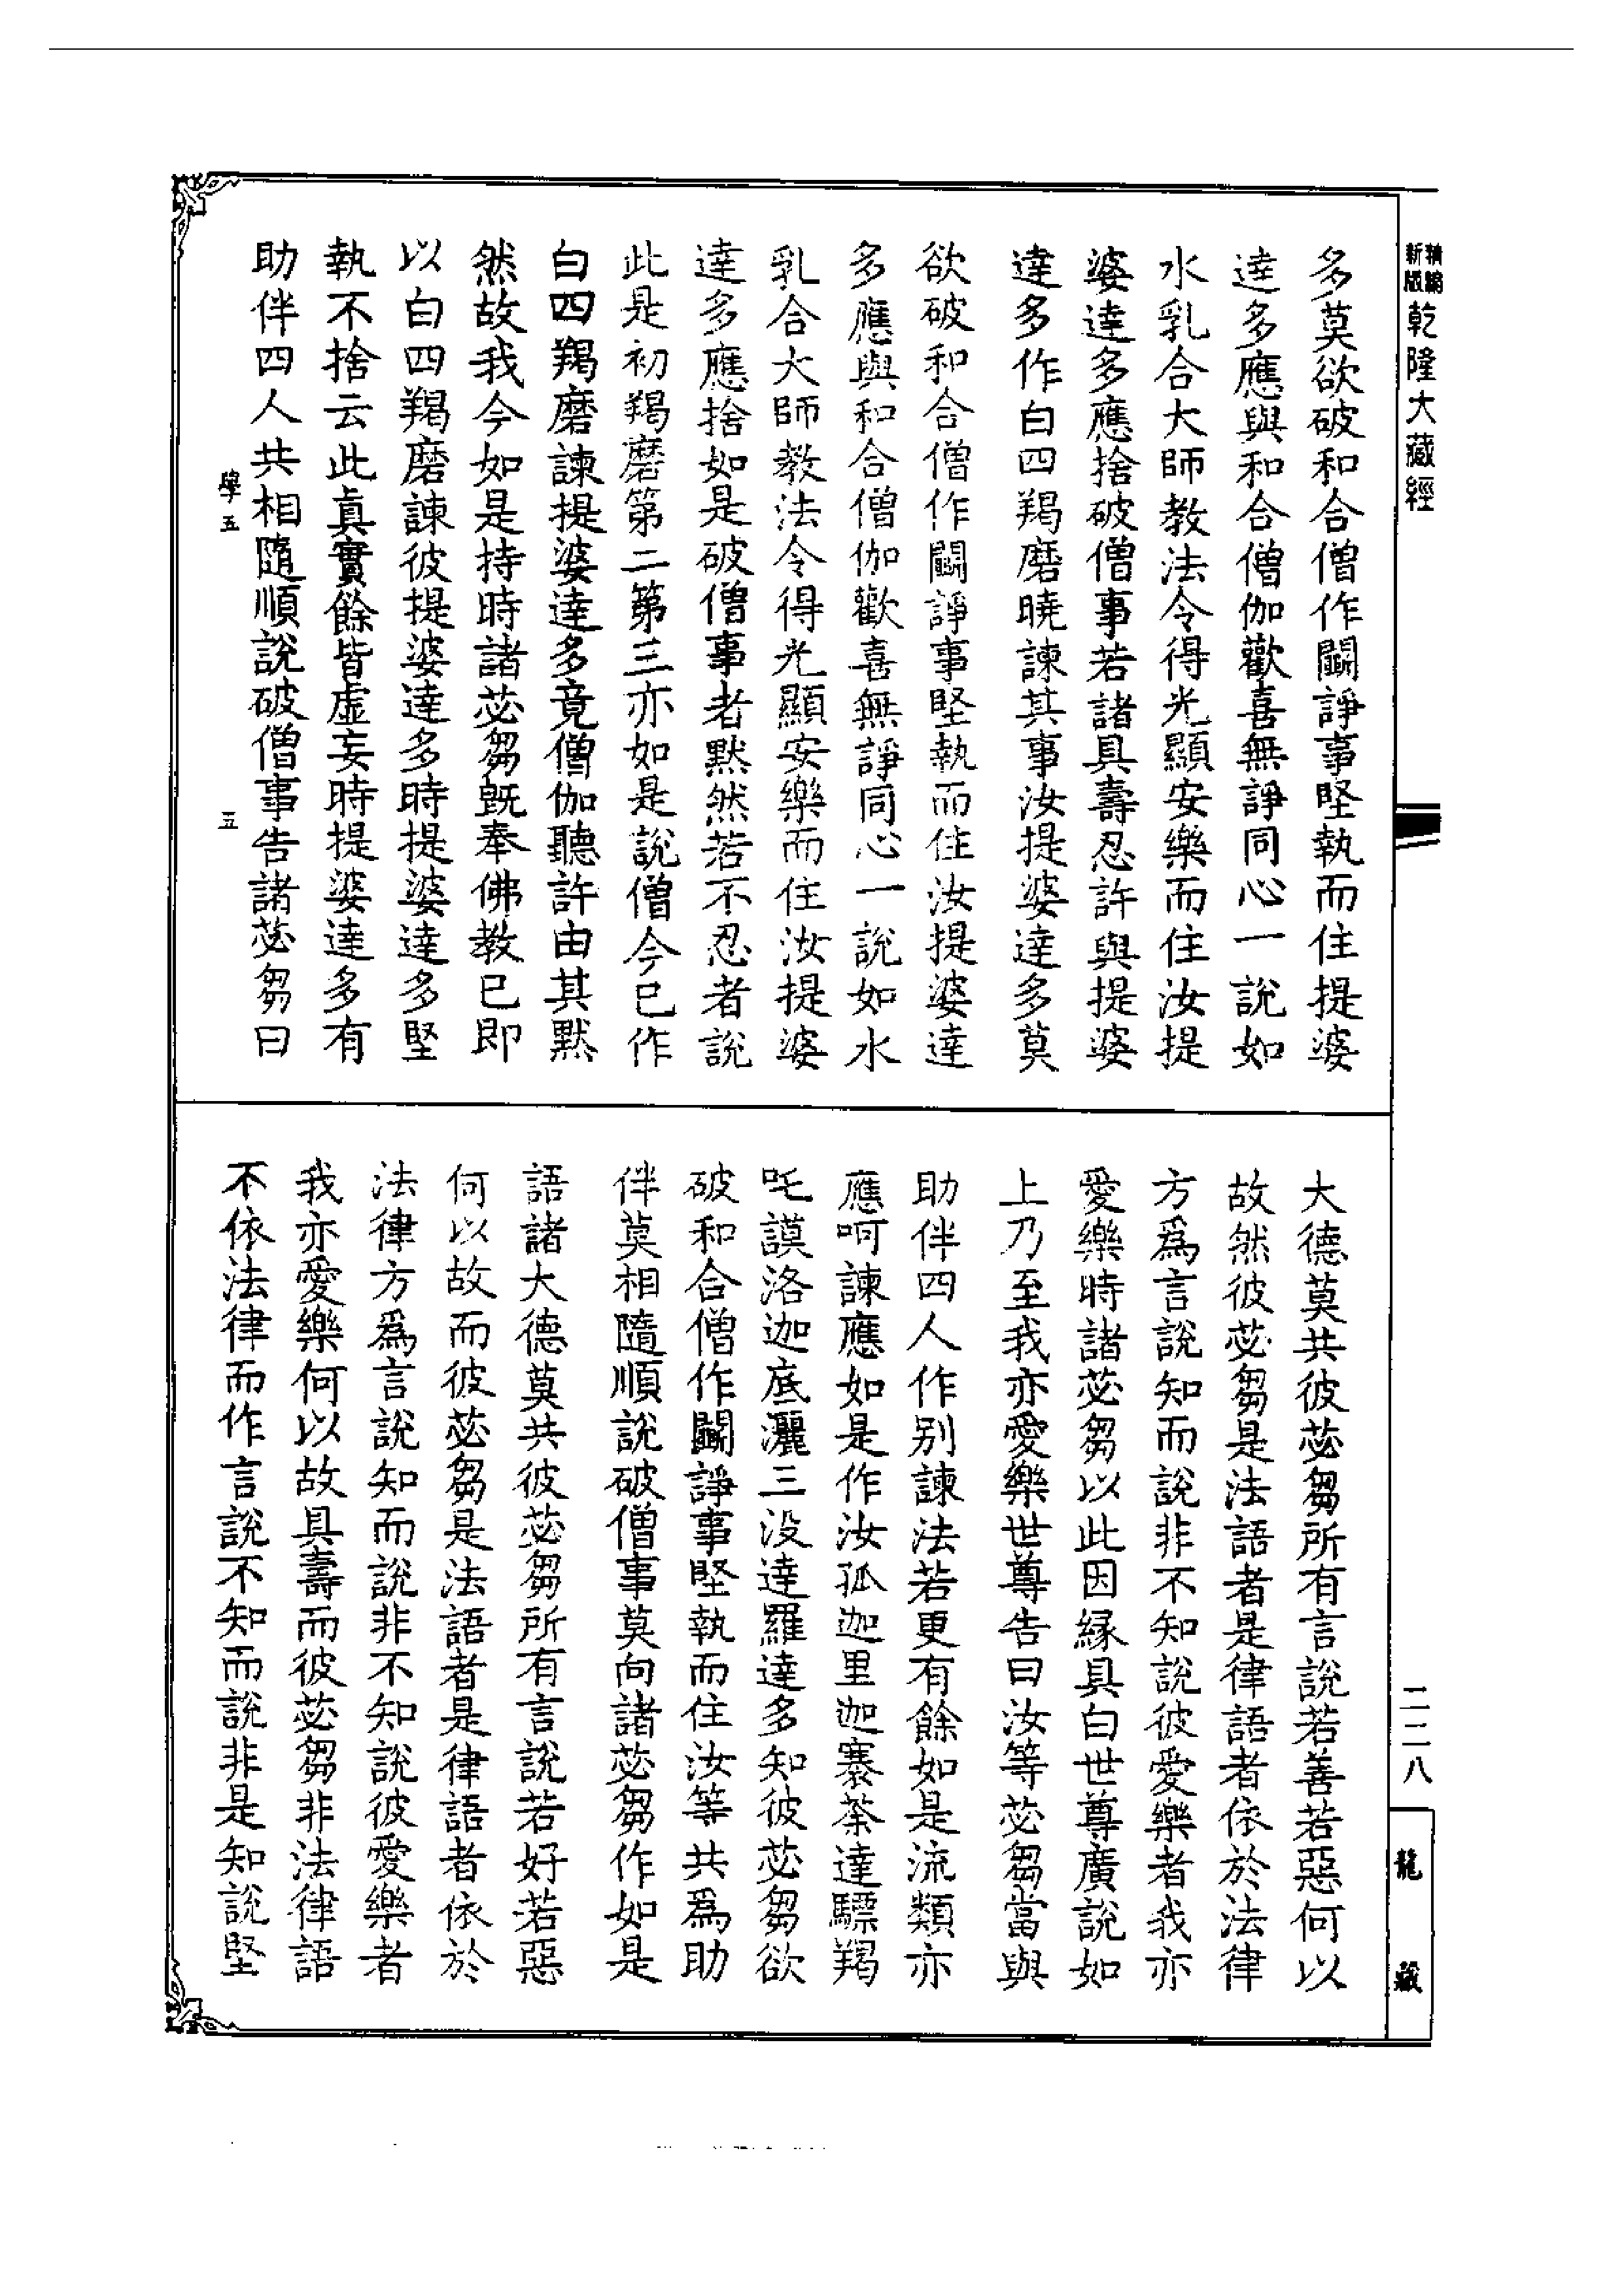 新編精版乾隆大藏經
多莫欲破和合僧作鬭諍事堅執而住提婆
達多應與和合僧伽歡喜無諍同心一說如
水乳合大師教法令得光顯安樂而住汝提
婆達多應捨破僧事若諸具壽忍許與提婆
達多作白四羯磨曉諫其事汝提婆達多莫
欲破和合僧作鬭諍事堅執而住汝提婆達
多應與和合僧伽歡喜無諍同心一說如水
乳合大師教法令得光顯安樂而住汝提婆
達多應捨如是破僧事者默然若不忍者說
此是初羯磨第二第三亦如是說僧今已作
白四羯磨諫提婆達多竟僧伽聽許由其默
然故我今如是持時諸苾芻既奉佛教已即
以白四羯磨諫彼提婆達多時提婆達多堅
執不捨云此真實餘皆虛妄時提婆達多有
助伴四人共相隨順說破僧事告諸苾芻曰
學五 五
大德莫共彼苾芻所有言說若善若惡何以
故然彼苾芻是法語者是律語者依於法律
方為言說知而說非不知說彼愛樂者我亦
愛樂時諸苾芻以此因緣具白世尊廣說如
上乃至我亦愛樂世尊告曰汝等苾芻當與
助伴四人作別諫法若更有餘如是流類亦
應呵諫應如是作汝孤迦里迦褰荼達驃羯
吒謨洛迦底灑三沒達羅達多知彼苾芻欲
破和合僧作鬭諍事堅執而住汝等共為助
伴莫相隨順說破僧事莫向諸苾芻作如是
語諸大德莫共彼苾芻所有言說若好若惡
何以故而彼苾芻是法語者是律語者依於
法律方為言說知而說非不知說彼愛樂者
我亦愛樂何以故具壽而彼苾芻非法律語
不依法律而作言說不知而說非是知說堅
二二八
龍藏